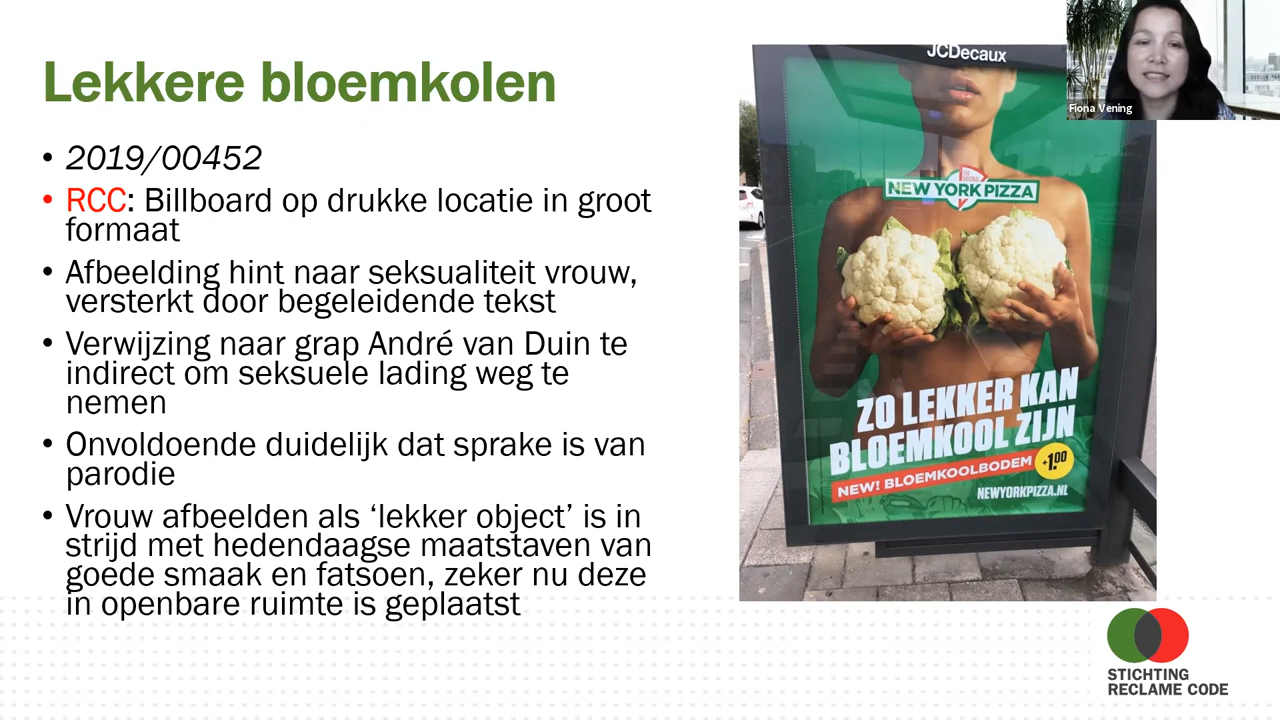 Lekkere bloemkolen
• 2019/00452
• RCC: Billboard op drukke locatie in groot
formaat
• Afbeelding hint naar seksualiteit vrouw,
versterkt door begeleidende tekst
• Verwijzing naar grap André van Duin te
indirect om seksuele lading weg te
nemen
• Onvoldoende duidelijk dat sprake is van
parodie
• Vrouw afbeelden als ‘lekker object’ is in
strijd met hedendaagse maatstaven van
goede smaak en fatsoen, zeker nu deze
in openbare ruimte is geplaatst
JCDecaux
Fiona Vening
NEW YORK PIZZA
ZO LEKKER KAN
BLOEMKOOL ZIJN
NEW! BLOEMKOOLBODEM +1.00
NEWYORKPIZZA.NL
STICHTING
RECLAME CODE